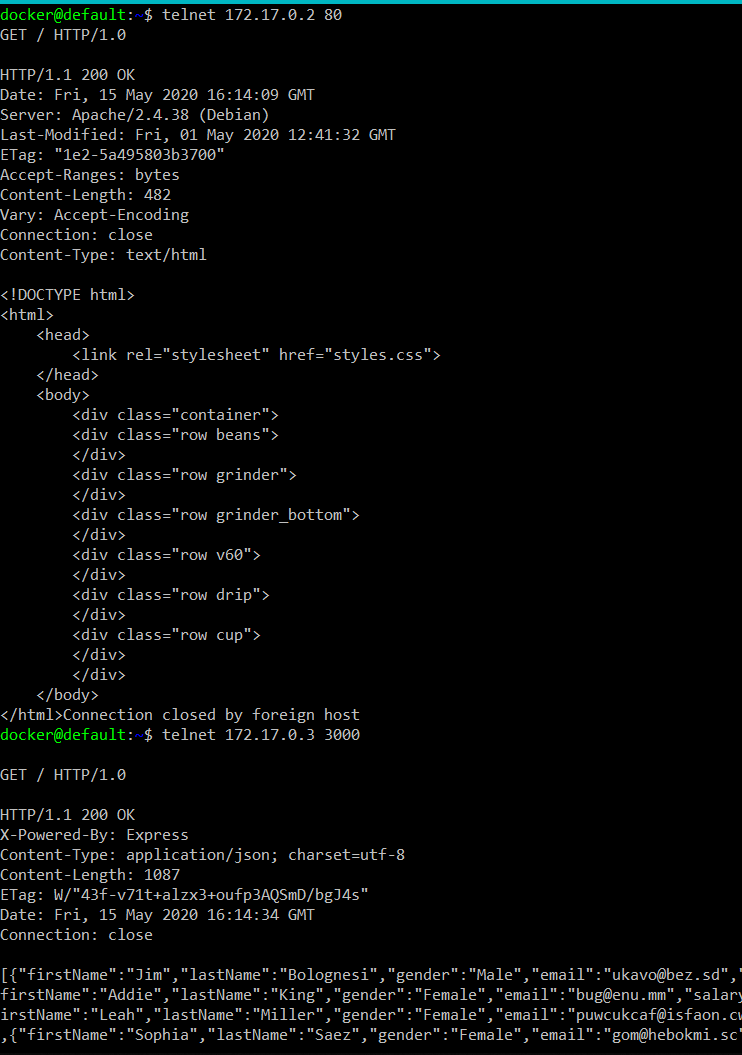 docker@default:~$ telnet 172.17.0.2 80
GET / HTTP/1.0
HTTP/1.1 200 OK
Date: Fri, 15 May 2020 16:14:09 GMT
Server: Apache/2.4.38 (Debian)
Last-Modified: Fri, 01 May 2020 12:41:32 GMT
ETag: "1e2-5a495803b3700"
Accept-Ranges: bytes
Content-Length: 482
Vary: Accept-Encoding
Connection: close
Content-Type: text/html
<!DOCTYPE html>
<html>
    <head>
        <link rel="stylesheet" href="styles.css">
    </head>
    <body>
        <div class="container">
        <div class="row beans">
        </div>
        <div class="row grinder">
        </div>
        <div class="row grinder_bottom">
        </div>
        <div class="row v60">
        </div>
        <div class="row drip">
        </div>
        <div class="row cup">
        </div>
        </div>
    </body>
</html>Connection closed by foreign host
docker@default:~$ telnet 172.17.0.3 3000
GET / HTTP/1.0
HTTP/1.1 200 OK
X-Powered-By: Express
Content-Type: application/json; charset=utf-8
Content-Length: 1087
ETag: W/"43f-v71t+alzx3+oufp3AQSmD/bgJ4s"
Date: Fri, 15 May 2020 16:14:34 GMT
Connection: close
[{"firstName":"Jim","lastName":"Bolognesi","gender":"Male","email":"ukavo@bez.sd","
firstName":"Addie","lastName":"King","gender":"Female","email":"bug@enu.mm","salary
irstName":"Leah","lastName":"Miller","gender":"Female","email":"puwcukcaf@isfaon.cw
,{"firstName":"Sophia","lastName":"Saez","gender":"Female","email":"gom@hebokmi.sc"